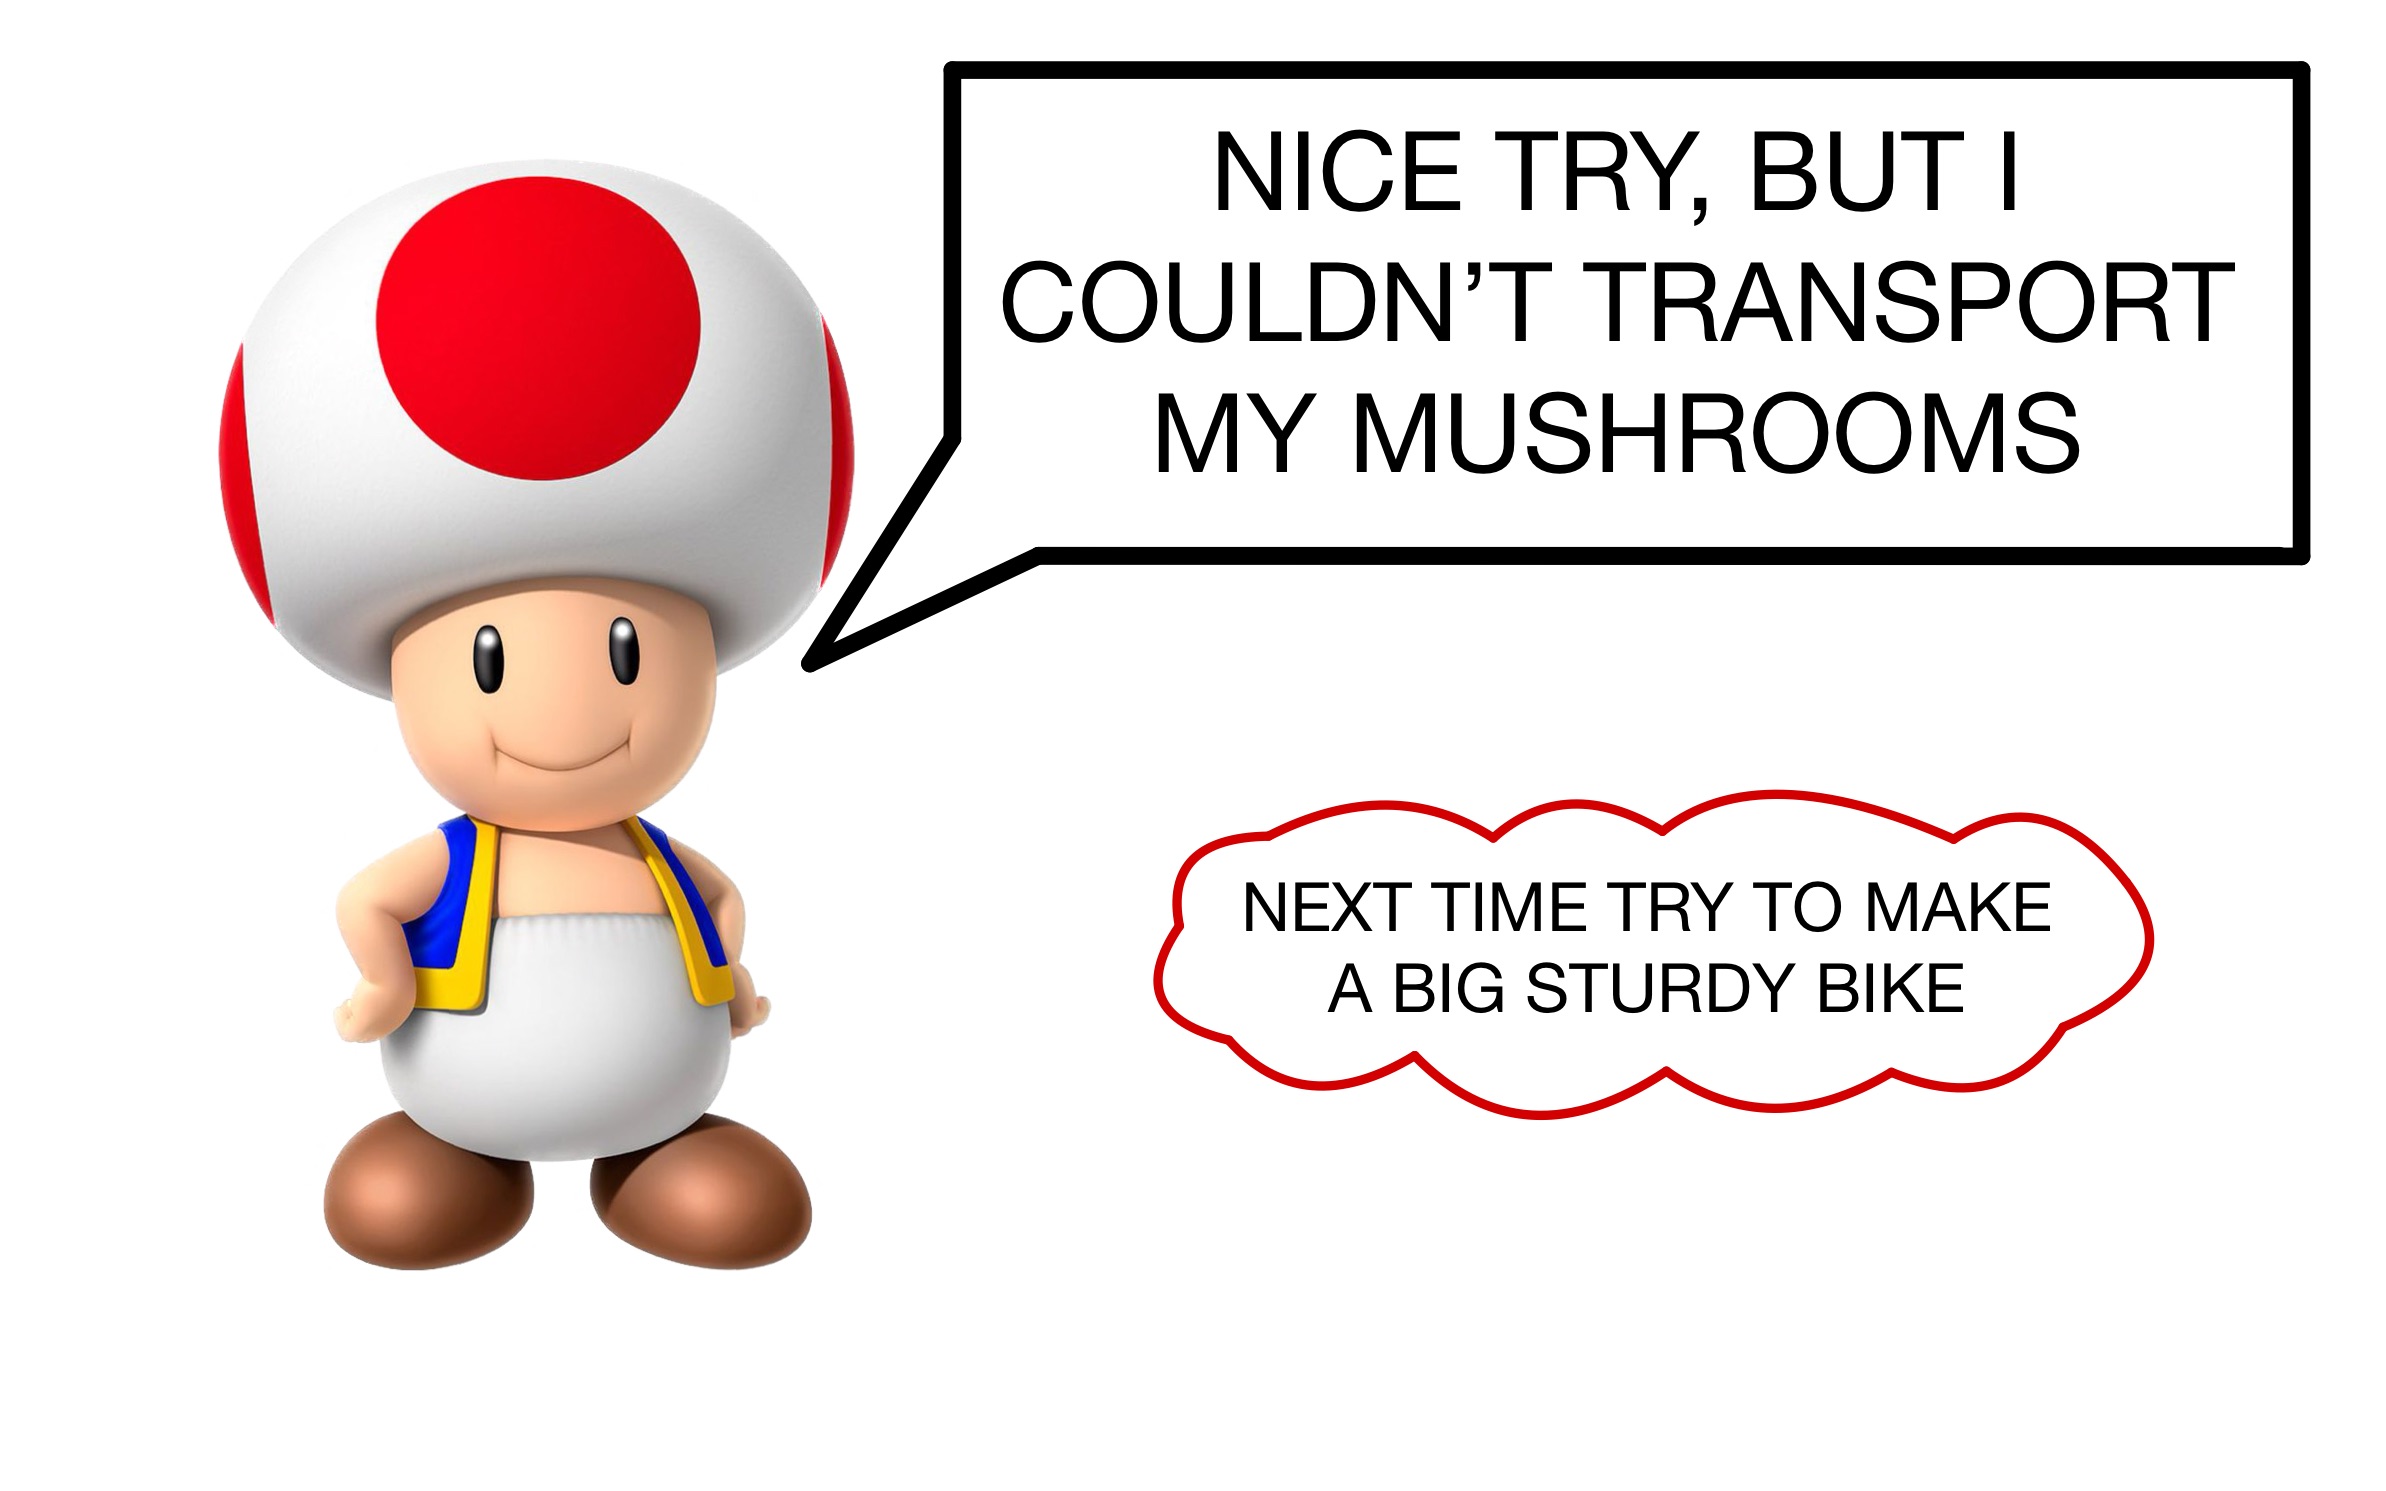 NICE TRY, BUT I
COULDN’T TRANSPORT
MY MUSHROOMS
NEXT TIME TRY TO MAKE
A BIG STURDY BIKE